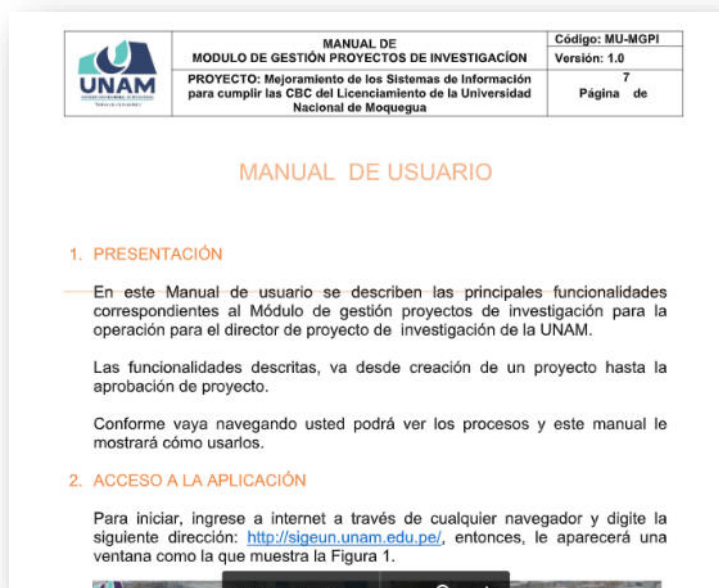 UNAM
MANUAL DE
MODULO DE GESTIÓN PROYECTOS DE INVESTIGACÍON
PROYECTO: Mejoramiento de los Sistemas de Información
para cumplir las CBC del Licenciamiento de la Universidad
Nacional de Moquegua
Código: MU-MGPI
Versión: 1.0
7
Página de
MANUAL DE USUARIO
1. PRESENTACIÓN
En este Manual de usuario se describen las principales funcionalidades
correspondientes al Módulo de gestión proyectos de investigación para la
operación para el director de proyecto de investigación de la UNAM.
Las funcionalidades descritas, va desde creación de un proyecto hasta la
aprobación de proyecto.
Conforme vaya navegando usted podrá ver los procesos y este manual le
mostrará cómo usarlos.
2. ACCESO A LA APLICACIÓN
Para iniciar, ingrese a internet a través de cualquier navegador y digite la
siguiente dirección: http://sigeun.unam.edu.pe/, entonces, le aparecerá una
ventana como la que muestra la Figura 1.